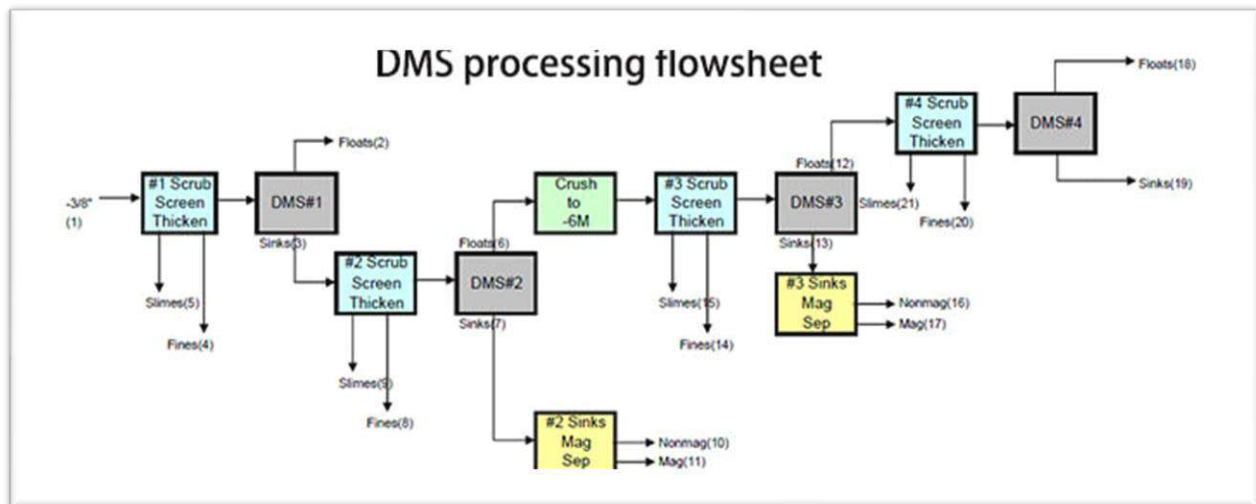 DMS processing flowsheet
Floats(18)
#4 Scrub
Screen
Thicken
DMS#4
Floats(2)
Floats(12)
#1 Scrub
Screen
Thicken
DMS#1
Crush
to
-6M
#3 Scrub
Screen
Thicken
DMS#3
Slimes(21)
Sinks(19)
-3/8"
(1)
Fines(20)
Sinks(3)
Floats(6)
Sinks(13)
#2 Scrub
Screen
Thicken
DMS#2
#3 Sinks
Mag
Sep
Nonmag(16)
Mag(17)
Slimes(5)
Slimes(15)
Sinks(7)
Fines(4)
Fines(14)
Slimes(9)
Fines(8)
#2 Sinks
Mag
Sep
Nonmag(10)
Mag(11)